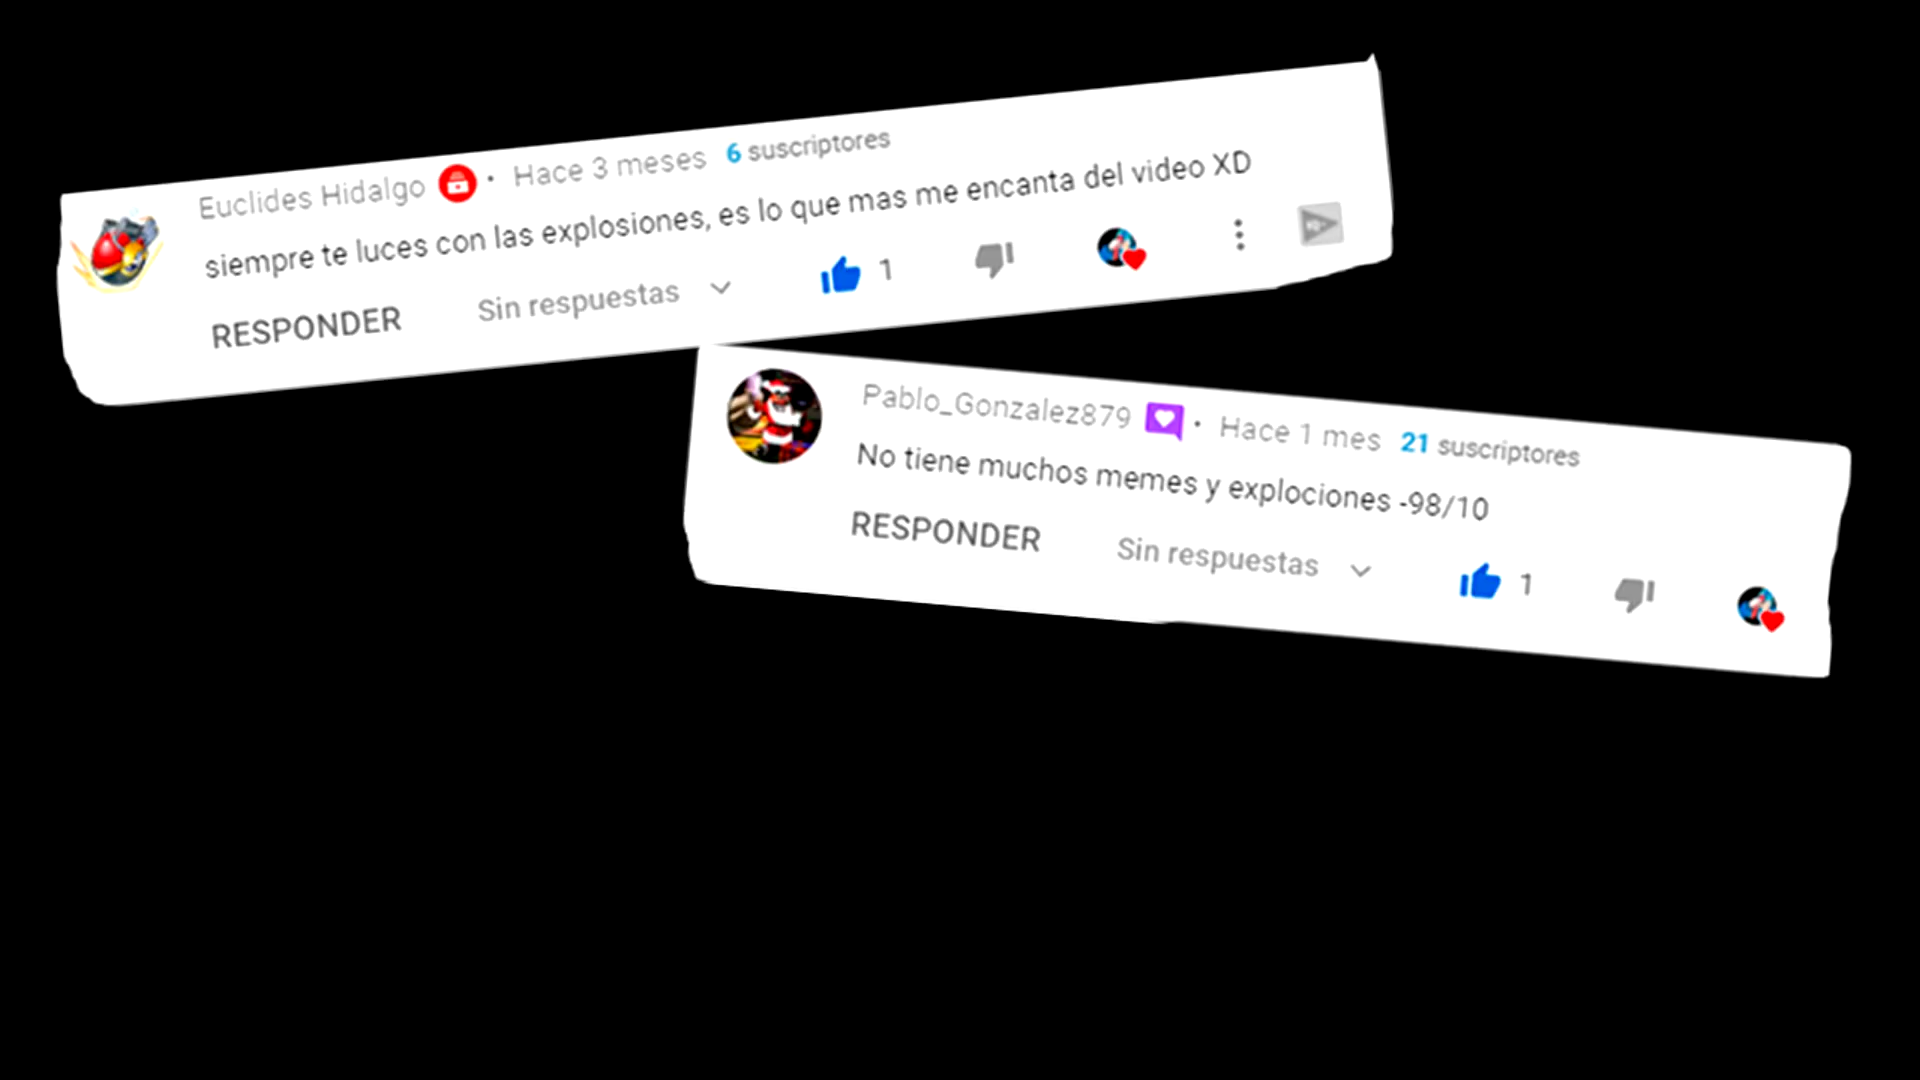 Euclides Hidalgo · Hace 3 meses 6 suscriptores
siempre te luces con las explosiones, es lo que mas me encanta del video XD
RESPONDER Sin respuestas 1
Pablo_Gonzalez879 · Hace 1 mes 21 suscriptores
No tiene muchos memes y explociones -98/10
RESPONDER Sin respuestas 1